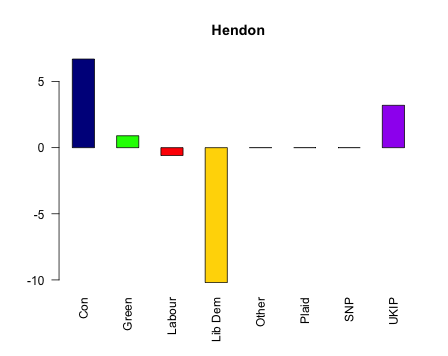 Hendon
5
0
-5
-10
Con
Green
Labour
Lib Dem
Other
Plaid
SNP
UKIP